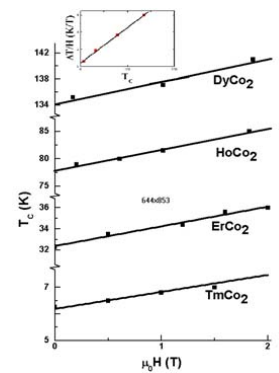 ΔT/H (K/T)
T_C
142
138
134
DyCo₂
85
80
75
HoCo₂
644x853
36
34
32
ErCo₂
7
5
TmCo₂
T_C (K)
0
1
2
μ₀H (T)